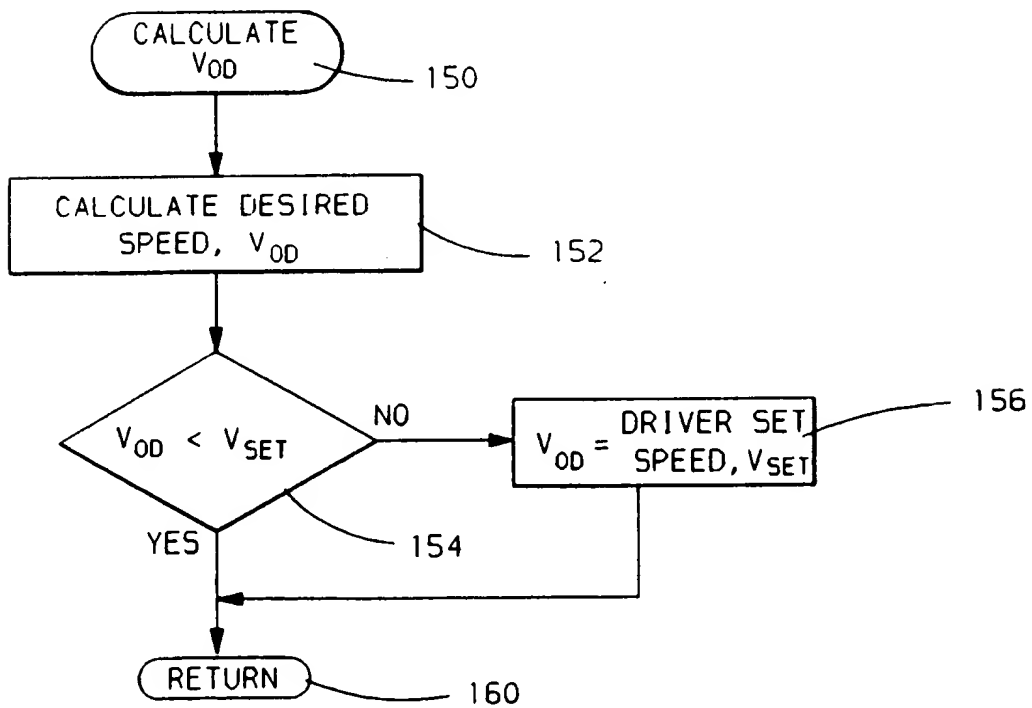 CALCULATE
V_OD
150
CALCULATE DESIRED
SPEED, V_OD
152
V_OD < V_SET
NO
V_OD = DRIVER SET
SPEED, V_SET
156
YES
154
RETURN
160